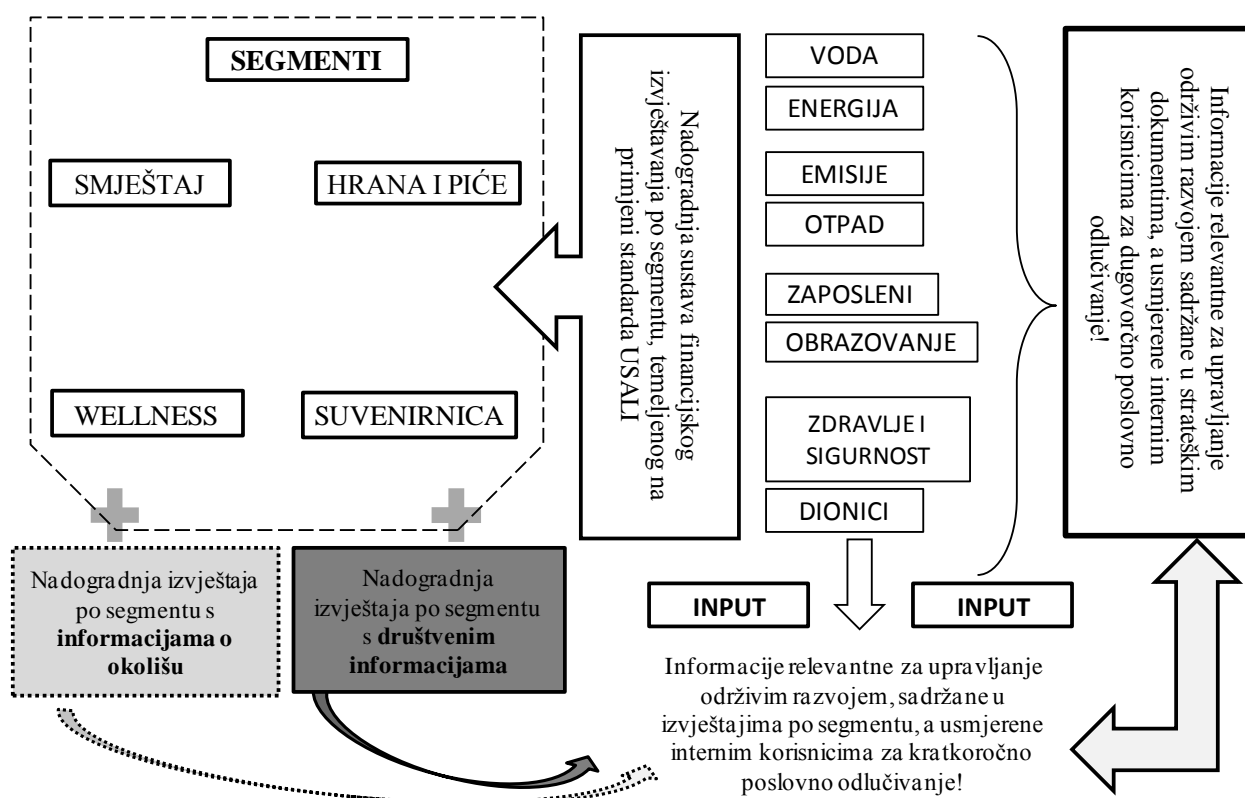 SEGMENTI
SMJEŠTAJ
HRANA I PIĆE
WELLNESS
SUVENIRNICA
Nadogradnja izvještaja
po segmentu s
informacijama o
okolišu
Nadogradnja
izvještaja po segmentu
s društvenim
informacijama
Nadogradnja sustava financijskog
izvještavanja po segmentu, temeljenog na
primjeni standarda USALI
VODA
ENERGIJA
EMISIJE
OTPAD
ZAPOSLENI
OBRAZOVANJE
ZDRAVLJE I
SIGURNOST
DIONICI
INPUT
INPUT
Informacije relevantne za upravljanje
održivim razvojem, sadržane u
izvještajima po segmentu, a usmjerene
internim korisnicima za kratkoročno
poslovno odlučivanje!
Informacije relevantne za upravljanje
održivim razvojem sadržane u strateškim
dokumentima, a usmjerene internim
korisnicima za dugovorčno poslovno
odlučivanje!